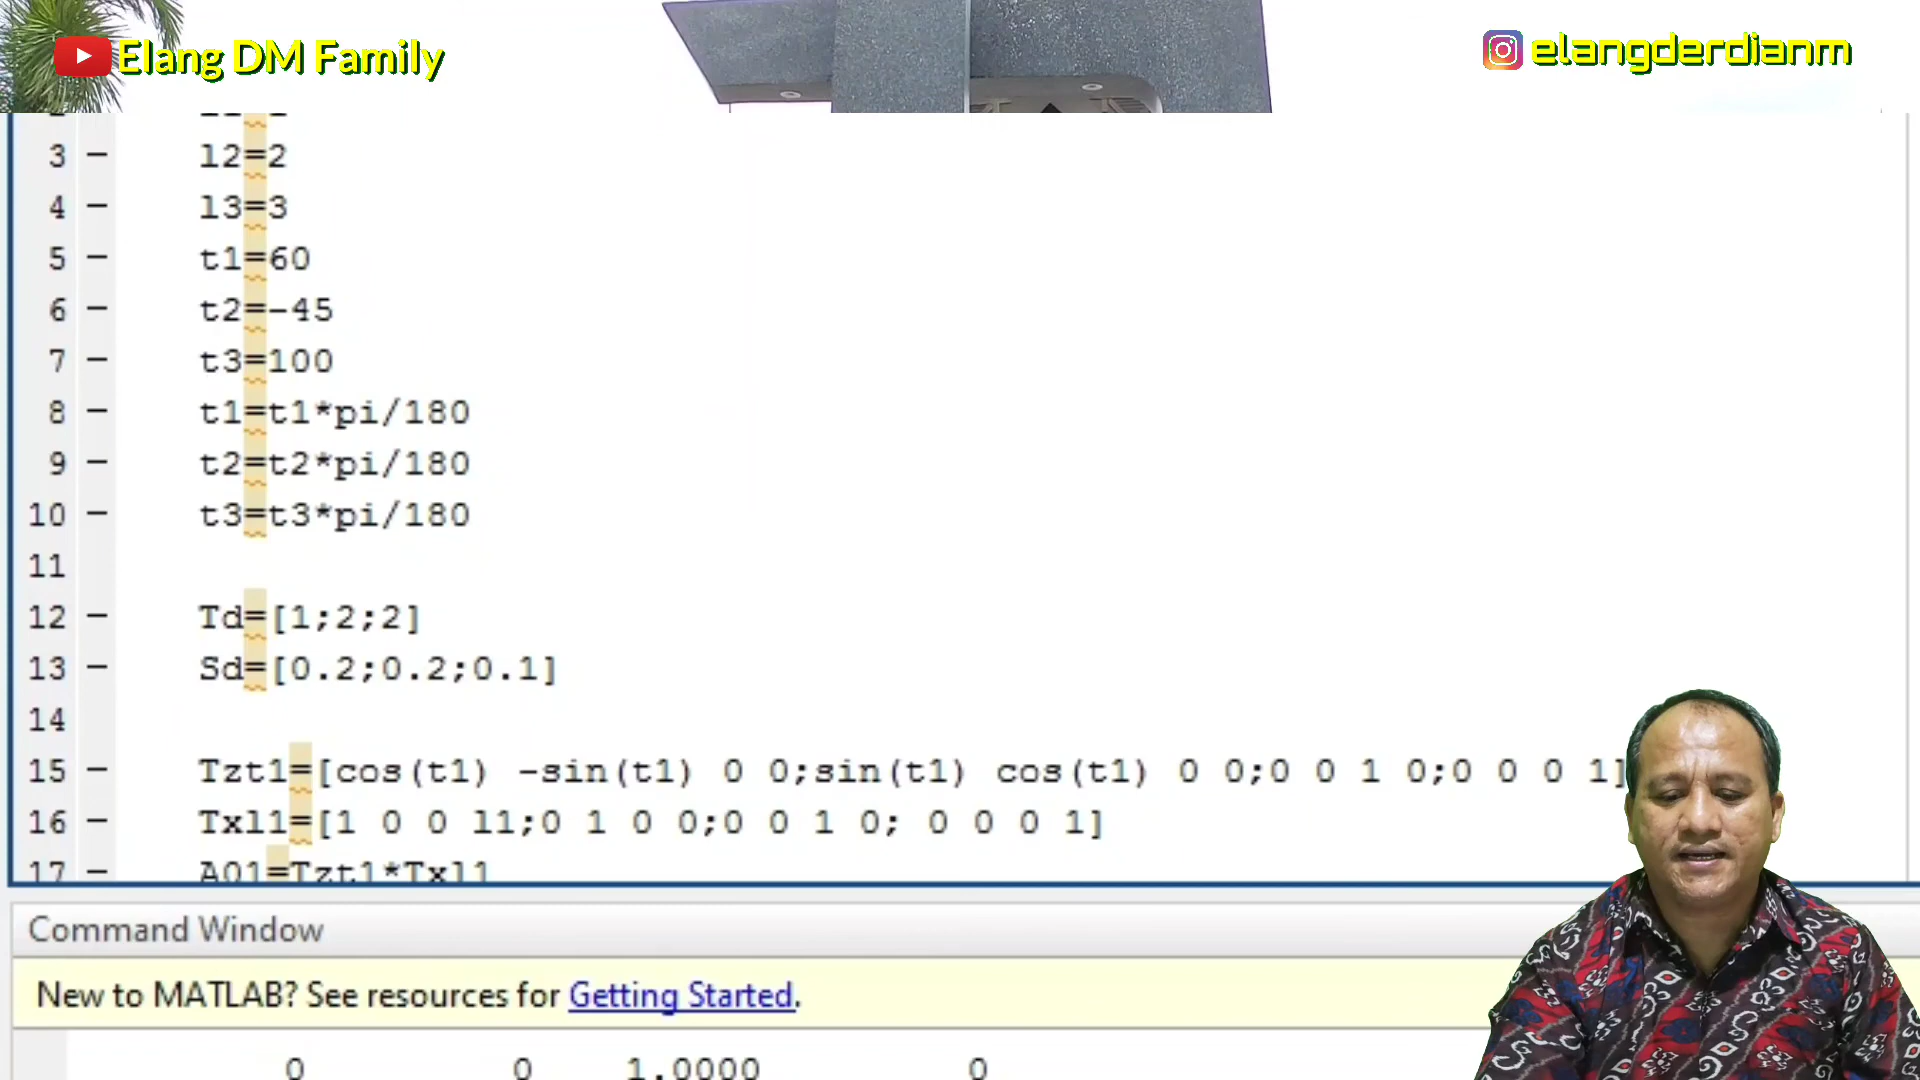 Elang DM Family
elangderdianm
3 — l2=2
4 — l3=3
5 — t1=60
6 — t2=-45
7 — t3=100
8 — t1=t1*pi/180
9 — t2=t2*pi/180
10 — t3=t3*pi/180
11
12 — Td=[1;2;2]
13 — Sd=[0.2;0.2;0.1]
14
15 — Tzt1=[cos(t1) -sin(t1) 0 0;sin(t1) cos(t1) 0 0;0 0 1 0;0 0 0 1]
16 — Txl1=[1 0 0 l1;0 1 0 0;0 0 1 0; 0 0 0 1]
17 — A01=Tzt1*Txl1
Command Window
New to MATLAB? See resources for Getting Started.
0 0 1.0000 0